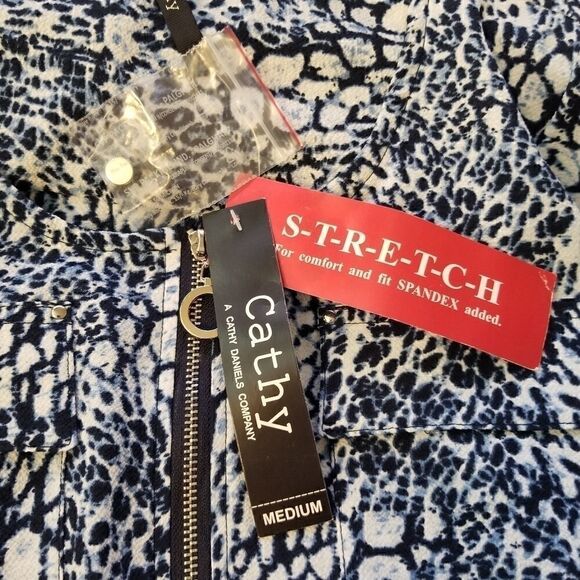 S-T-R-E-T-C-H
For comfort and fit SPANDEX added.
Cathy
A CATHY DANIELS COMPANY
MEDIUM